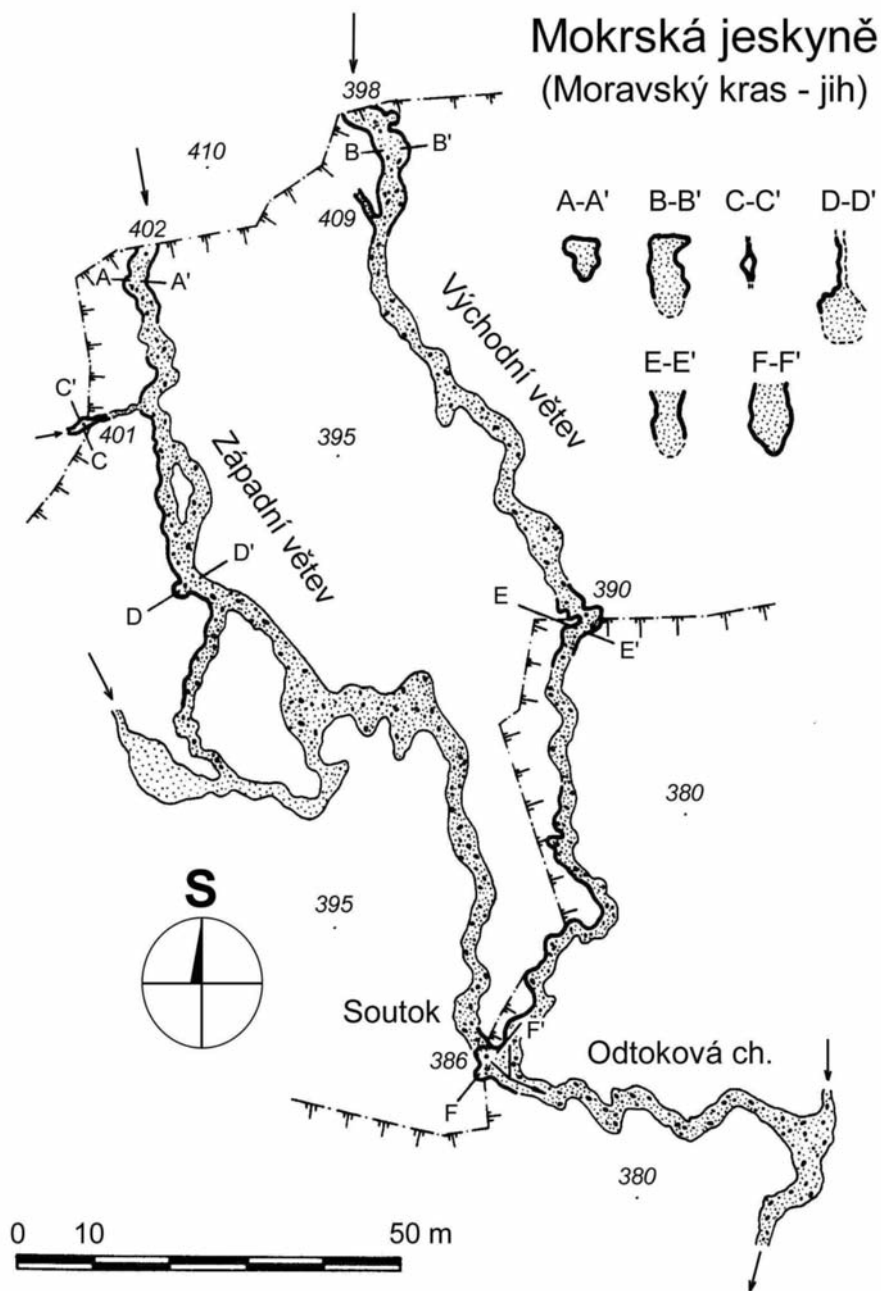 Mokrská jeskyně
(Moravský kras - jih)
398
B B'
410
A-A' B-B' C-C' D-D'
409
402
A A'
Východní větev
E-E' F-F'
C'
401
C
395
Západní větev
D'
D
390
E
E'
380
S
395
Soutok
F'
386
Odtoková ch.
F
380
0 10 50 m